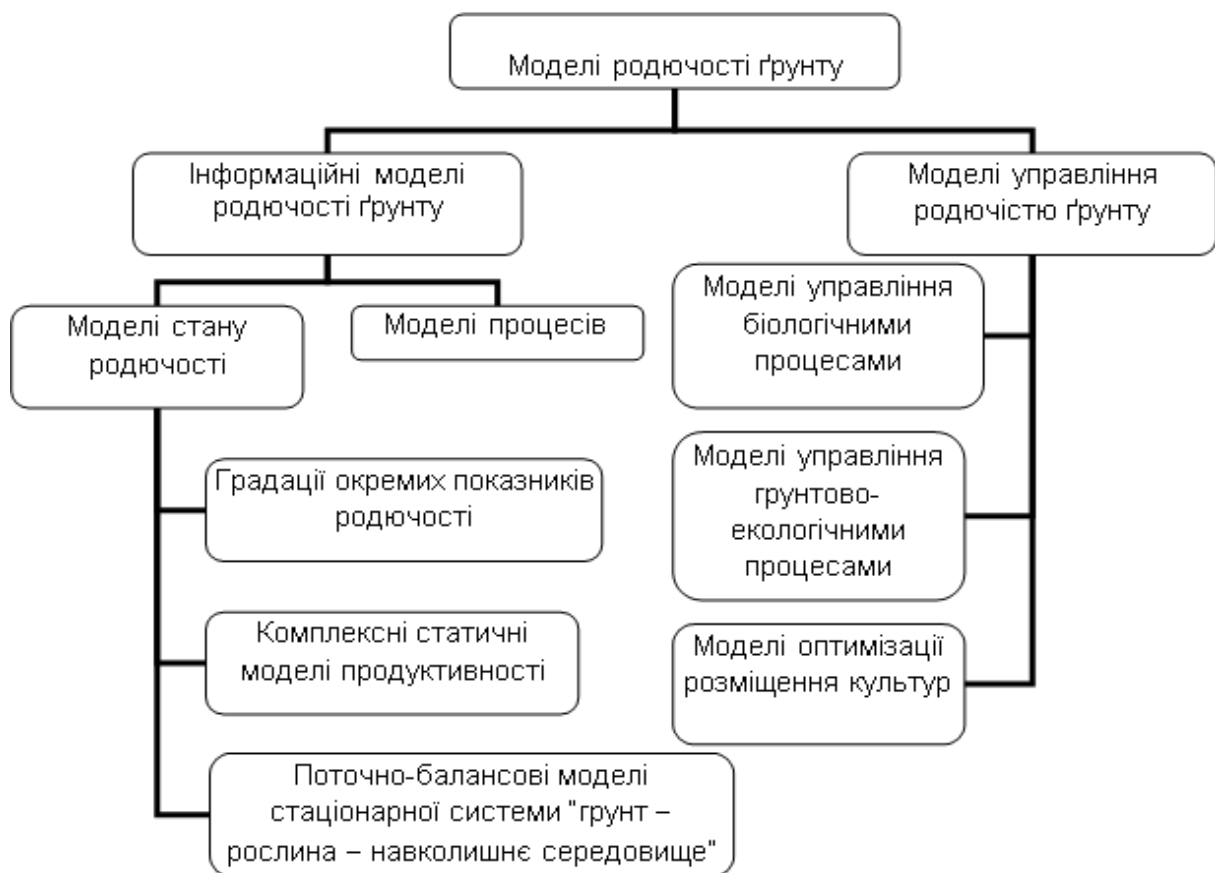 Моделі родючості ґрунту
Інформаційні моделі
родючості ґрунту
Моделі управління
родючістю ґрунту
Моделі стану
родючості
Моделі процесів
Моделі управління
біологічними
процесами
Градації окремих показників
родючості
Моделі управління
грунтово-
екологічними
процесами
Комплексні статичні
моделі продуктивності
Моделі оптимізації
розміщення культур
Поточно-балансові моделі
стаціонарної системи "грунт –
рослина – навколишнє середовище"